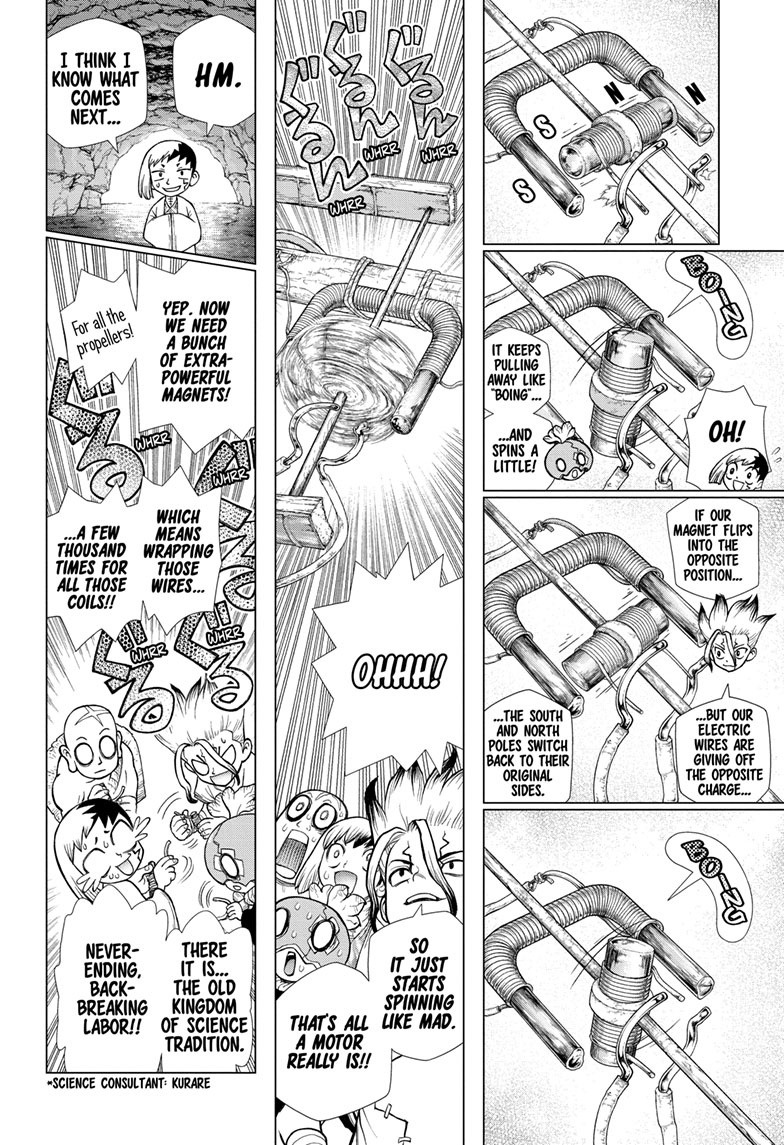 S
N
N
S
BOING
OH!
IT KEEPS
PULLING
AWAY LIKE
"BOING"...
...AND
SPINS A
LITTLE!
IF OUR
MAGNET FLIPS
INTO THE
OPPOSITE
POSITION...
...BUT OUR
ELECTRIC
WIRES ARE
GIVING OFF
THE OPPOSITE
CHARGE...
...THE SOUTH
AND NORTH
POLES SWITCH
BACK TO THEIR
ORIGINAL
SIDES.
BOING
ぐるん
ぐるん
ぐるん
WHRR
WHRR
WHRR
OHHH!
SO
IT JUST
STARTS
SPINNING
LIKE MAD.
THAT'S ALL
A MOTOR
REALLY IS!!
HM.
I THINK I
KNOW WHAT
COMES
NEXT...
YEP. NOW
WE NEED
A BUNCH
OF EXTRA-
POWERFUL
MAGNETS!
For all the
propellers!
WHRR
WHRR
ぐる
WHICH
MEANS
WRAPPING
THOSE
WIRES...
...A FEW
THOUSAND
TIMES FOR
ALL THOSE
COILS!!
WHRR
WHRR
ぐる
ぐる
THERE
IT IS...
THE OLD
KINGDOM
OF SCIENCE
TRADITION.
NEVER-
ENDING,
BACK-
BREAKING
LABOR!!
*SCIENCE CONSULTANT: KURARE